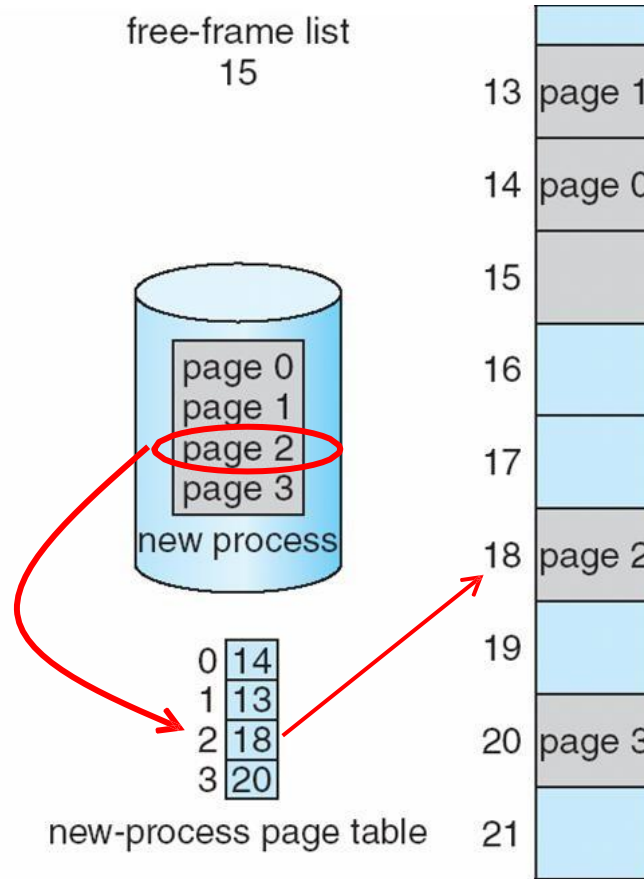 free-frame list
15
page 0
page 1
page 2
page 3
new process
0 14
1 13
2 18
3 20
new-process page table
13 page 1
14 page 0
15
16
17
18 page 2
19
20 page 3
21